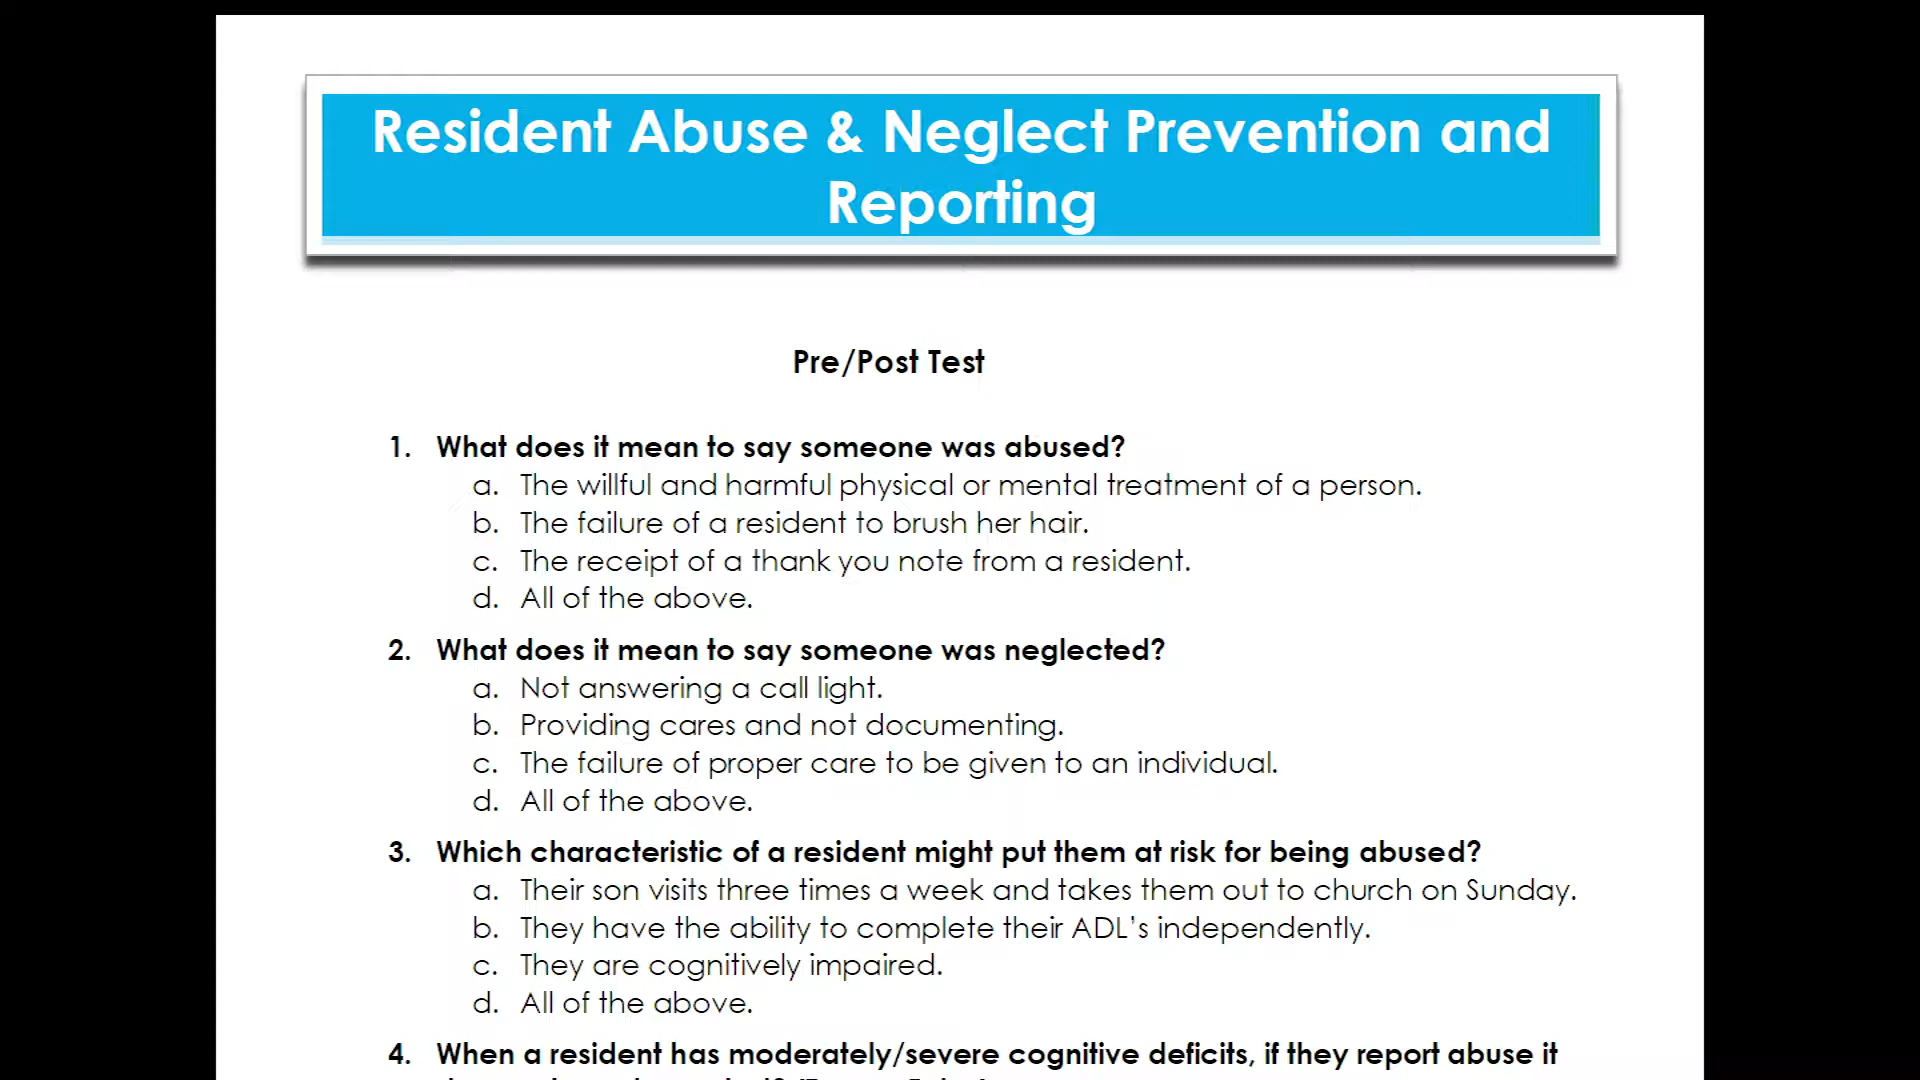 Resident Abuse & Neglect Prevention and
Reporting
Pre/Post Test
1. What does it mean to say someone was abused?
a. The willful and harmful physical or mental treatment of a person.
b. The failure of a resident to brush her hair.
c. The receipt of a thank you note from a resident.
d. All of the above.
2. What does it mean to say someone was neglected?
a. Not answering a call light.
b. Providing cares and not documenting.
c. The failure of proper care to be given to an individual.
d. All of the above.
3. Which characteristic of a resident might put them at risk for being abused?
a. Their son visits three times a week and takes them out to church on Sunday.
b. They have the ability to complete their ADL's independently.
c. They are cognitively impaired.
d. All of the above.
4. When a resident has moderately/severe cognitive deficits, if they report abuse it